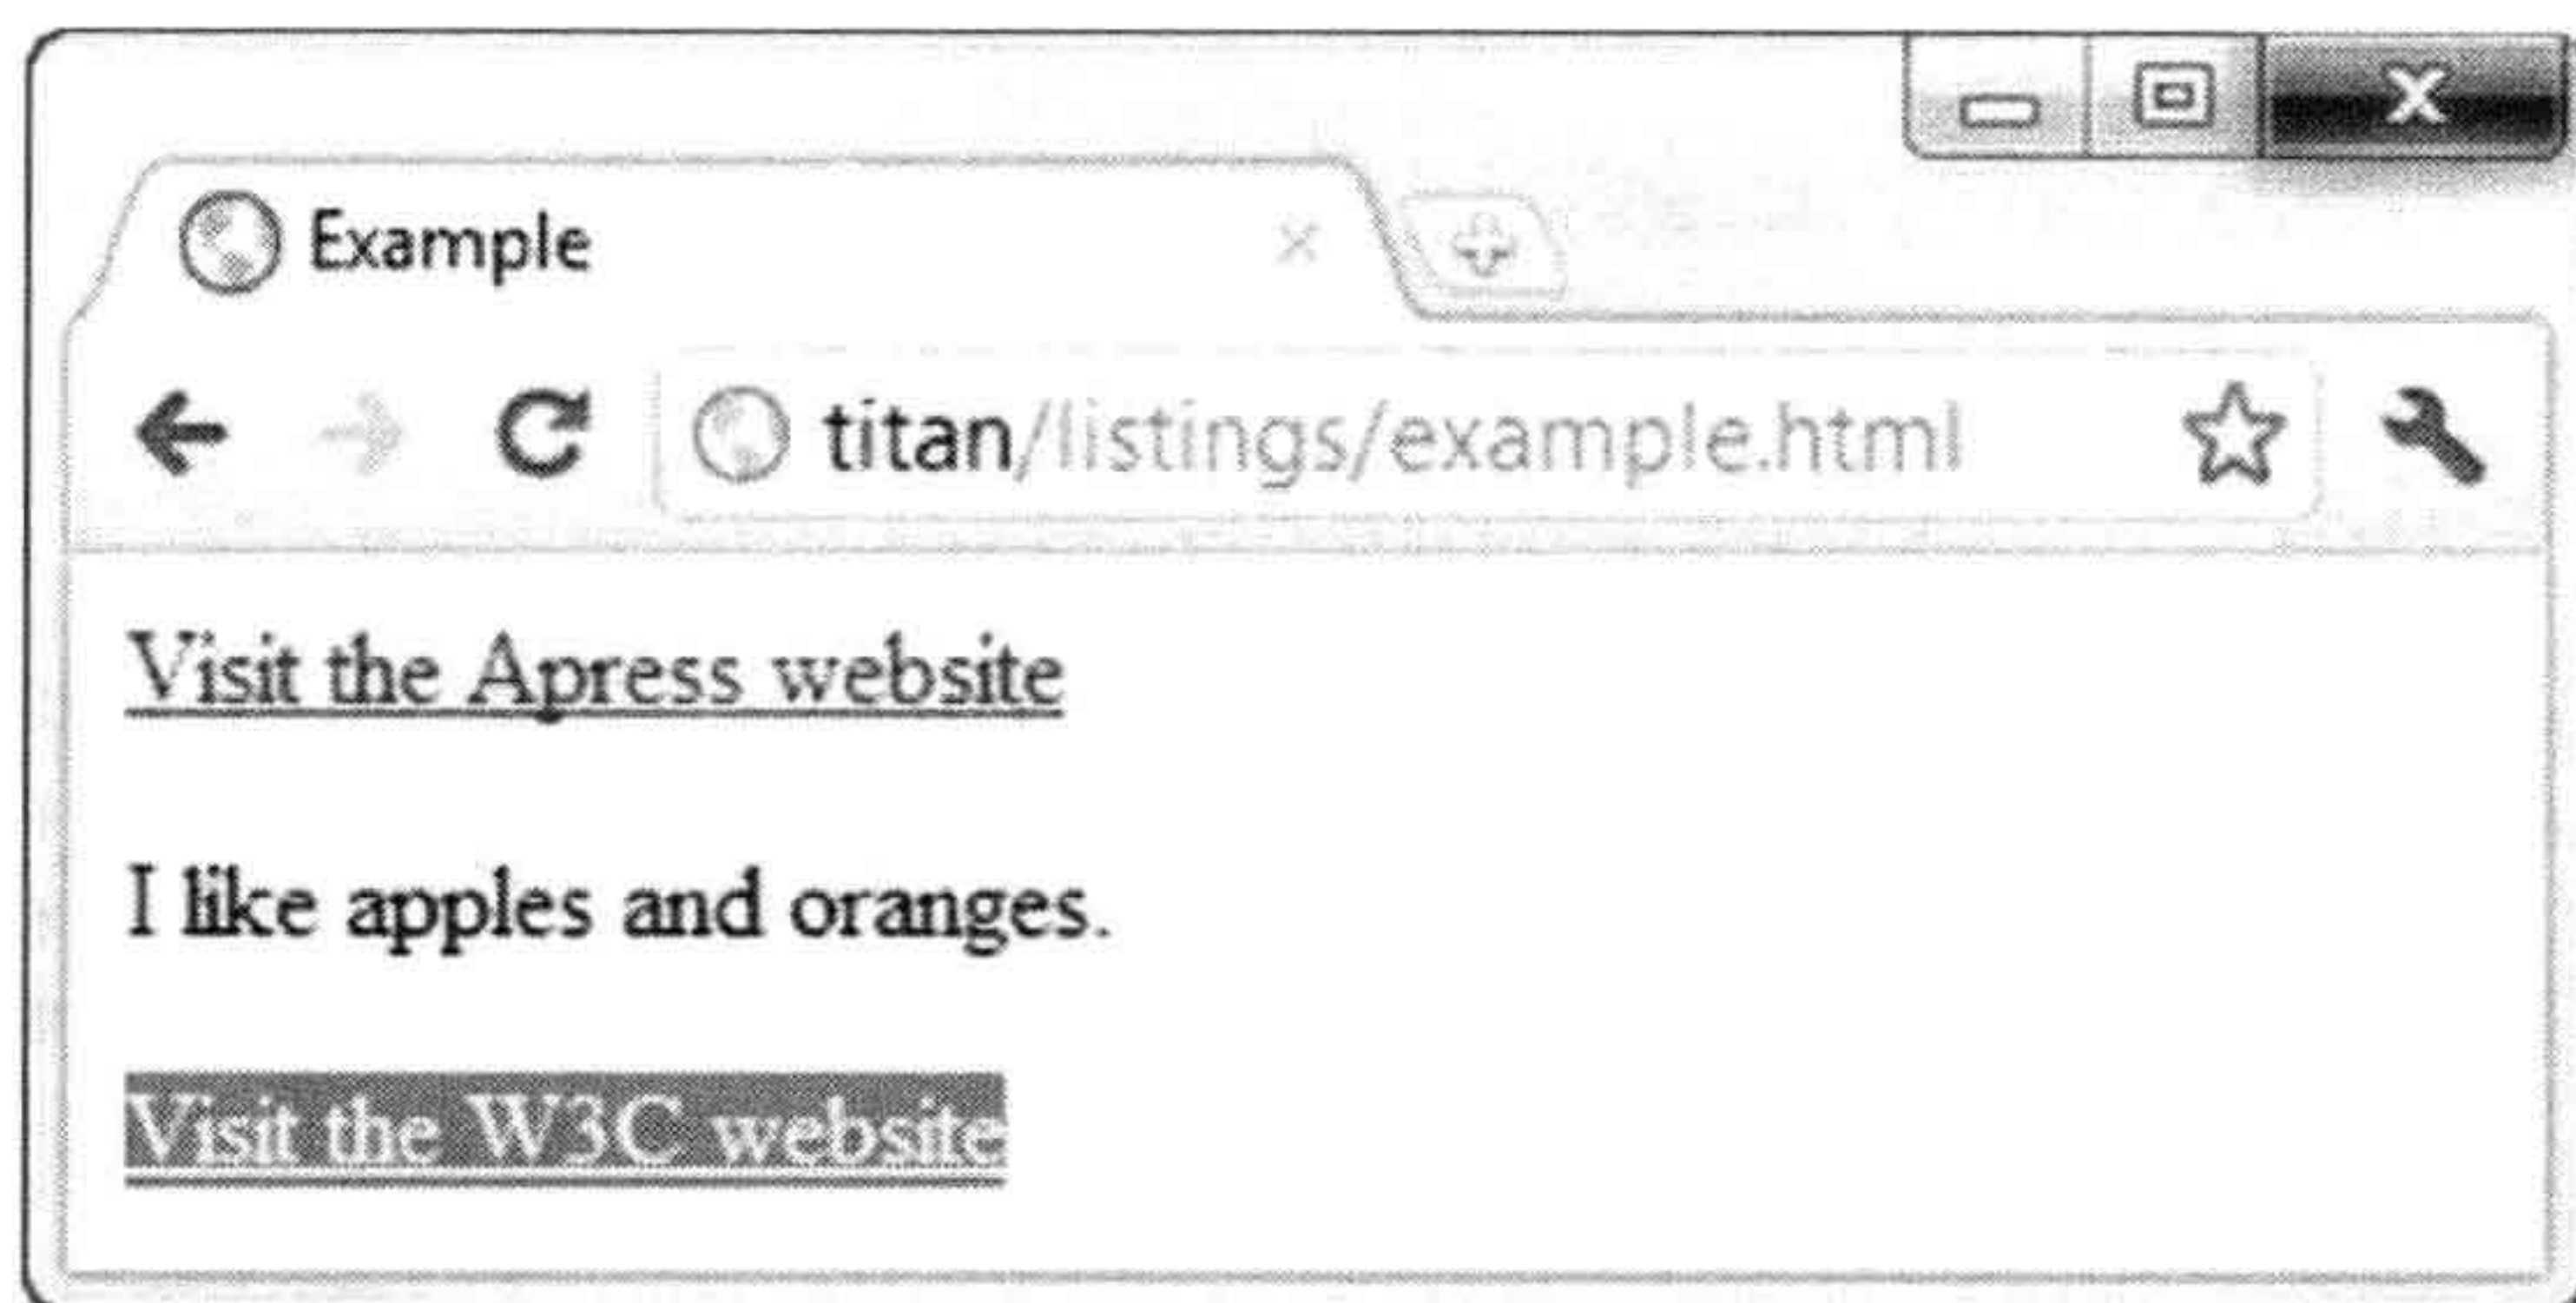 Example
titan/listings/example.html
Visit the Apress website
I like apples and oranges.
Visit the W3C website